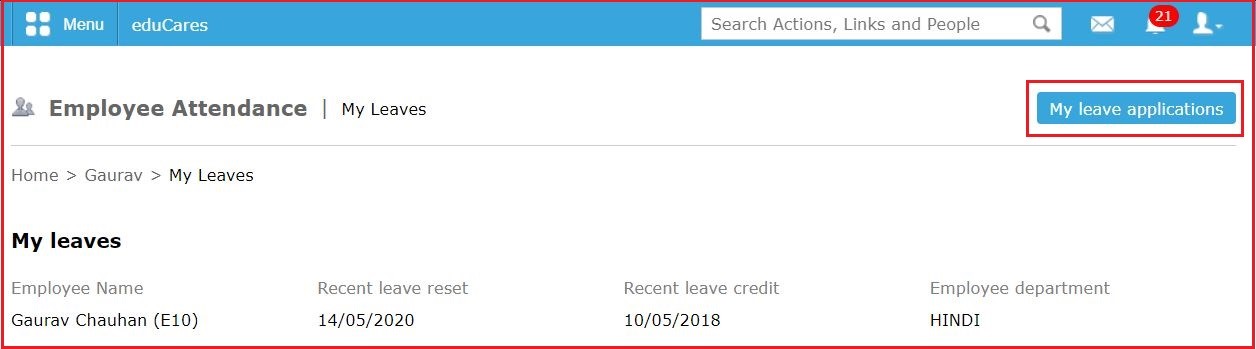 Menu eduCares Search Actions, Links and People 21
Employee Attendance | My Leaves My leave applications
Home > Gaurav > My Leaves
My leaves
Employee Name Recent leave reset Recent leave credit Employee department
Gaurav Chauhan (E10) 14/05/2020 10/05/2018 HINDI